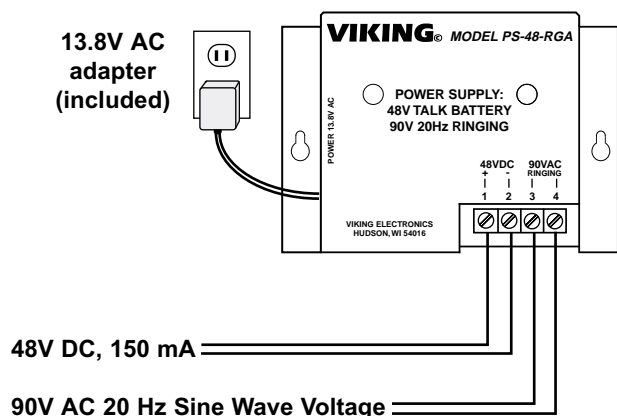 13.8V AC
adapter
(included)
VIKING© MODEL PS-48-RGA
POWER SUPPLY:
48V TALK BATTERY
90V 20Hz RINGING
POWER 13.8V AC
48VDC 90VAC
+ - RINGING
1 2 3 4
VIKING ELECTRONICS
HUDSON, WI 54016
48V DC, 150 mA
90V AC 20 Hz Sine Wave Voltage